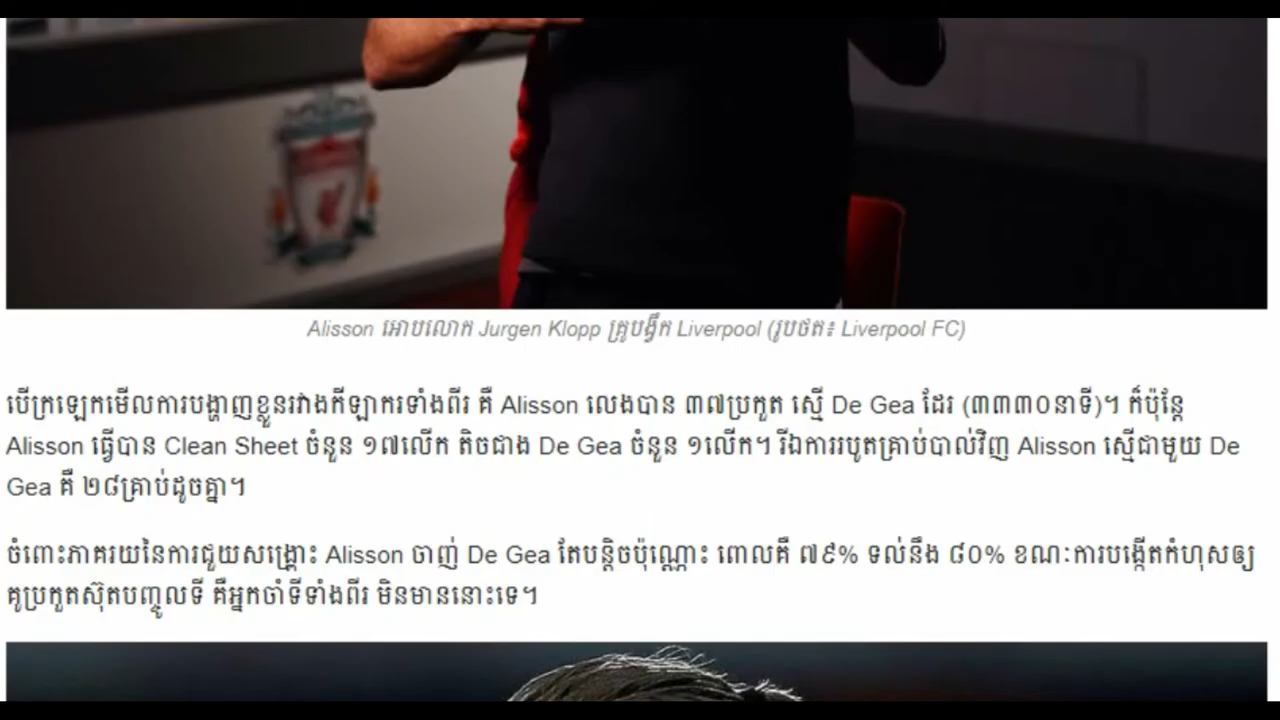 Alisson អោបលោក Jurgen Klopp គ្រូបង្វឹក Liverpool (រូបថត៖ Liverpool FC)
បើក្រឡេកមើលការបង្ហាញខ្លួនរវាងកីឡាករទាំងពីរ គឺ Alisson លេងបាន ៣៧ប្រកួត ស្មើ De Gea ដែរ (៣៣៣០នាទី)។ ក៏ប៉ុន្តែ
Alisson ធ្វើបាន Clean Sheet ចំនួន ១៧លើក តិចជាង De Gea ចំនួន ១លើក។ រីឯការរបូតគ្រាប់បាល់វិញ Alisson ស្មើជាមួយ De
Gea គឺ ២៨គ្រាប់ដូចគ្នា។
ចំពោះភាគរយនៃការជួយសង្គ្រោះ Alisson ចាញ់ De Gea តែបន្តិចប៉ុណ្ណោះ ពោលគឺ ៧៩% ទល់នឹង ៨០% ខណៈការបង្កើតកំហុសឲ្យ
គូប្រកួតស៊ុតបញ្ចូលទី គឺអ្នកចាំទីទាំងពីរ មិនមាននោះទេ។